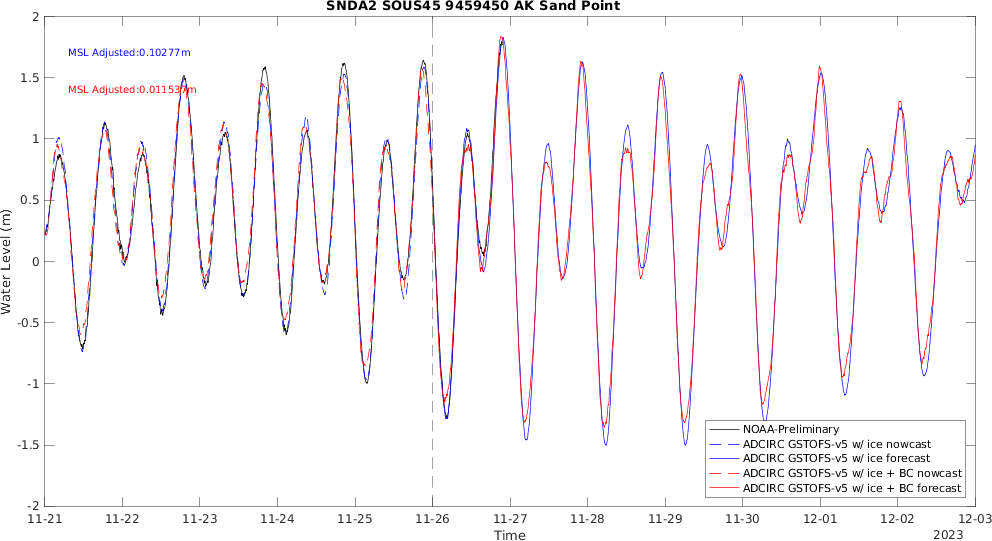 SNDA2 SOUS45 9459450 AK Sand Point
2
MSL Adjusted:0.10277m
1.5
MSL Adjusted:0.011537m
1
0.5
0
-0.5
-1
-1.5
-2
Water Level (m)
NOAA-Preliminary
ADCIRC GSTOFS-v5 w/ ice nowcast
ADCIRC GSTOFS-v5 w/ ice forecast
ADCIRC GSTOFS-v5 w/ ice + BC nowcast
ADCIRC GSTOFS-v5 w/ ice + BC forecast
11-21 11-22 11-23 11-24 11-25 11-26 11-27 11-28 11-29 11-30 12-01 12-02 12-03
Time
2023